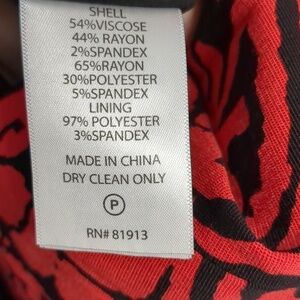 SHELL
54%VISCOSE
44% RAYON
2%SPANDEX
65%RAYON
30%POLYESTER
5%SPANDEX
LINING
97% POLYESTER
3%SPANDEX
MADE IN CHINA
DRY CLEAN ONLY
P
RN# 81913